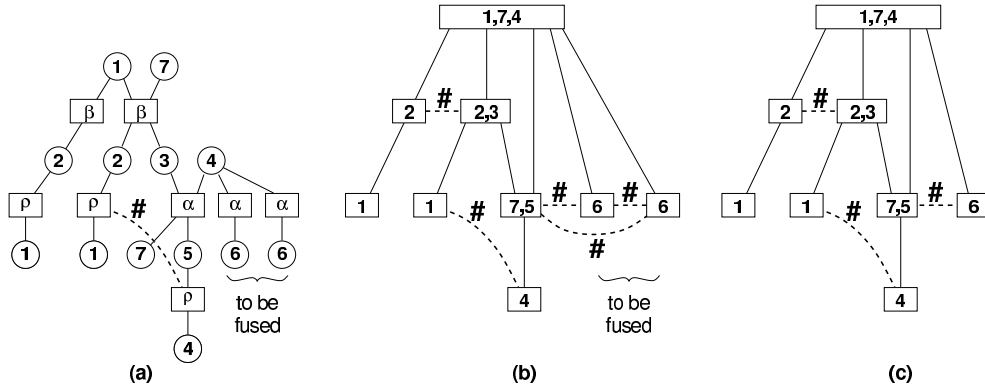 1 7
β β
2 2 3 4
ρ ρ # α α α
1 1 7 5 6 6
ρ
to be
fused
4
(a)
1,7,4
2 # 2,3
1 1 # 7,5 # 6 # 6
#
4
to be
fused
(b)
1,7,4
2 # 2,3
1 1 # 7,5 # 6
4
(c)